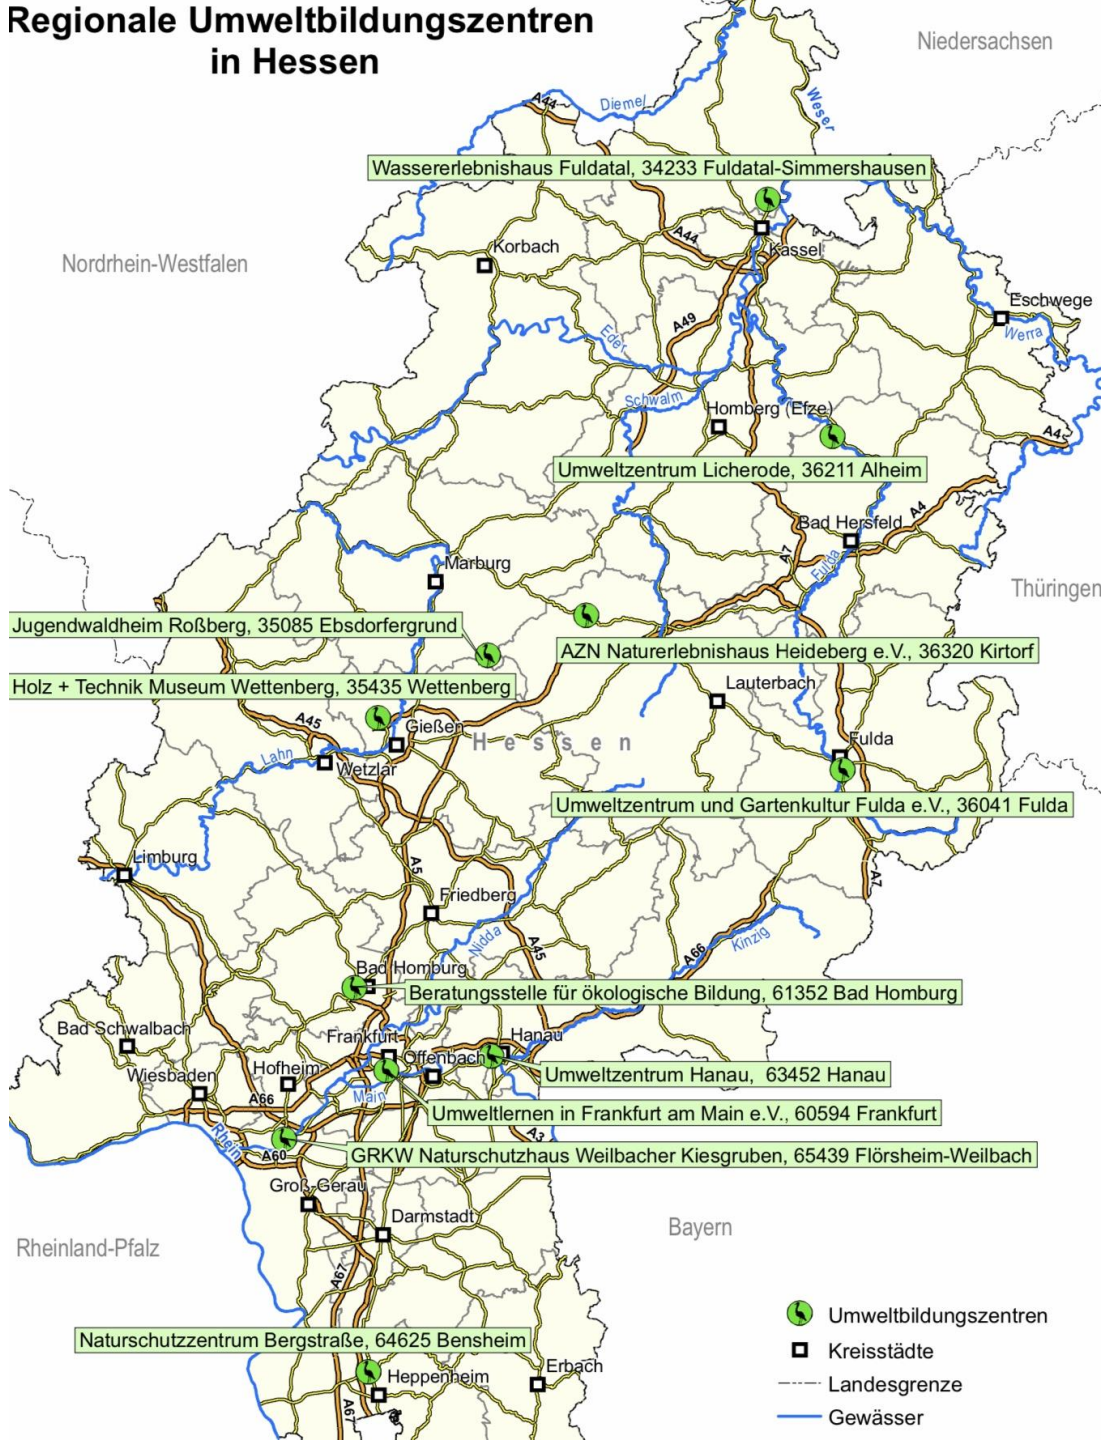 Regionale Umweltbildungszentren
in Hessen
Niedersachsen
A44
Diemel
Weser
Wassererlebnishaus Fuldatal, 34233 Fuldatal-Simmershausen
Nordrhein-Westfalen
Korbach
A44
Kassel
Eschwege
Werra
A49
Eder
Schwalm
Homberg (Efze)
A4
Umweltzentrum Licherode, 36211 Alheim
Bad Hersfeld
A4
A7
Fulda
Marburg
Thüringen
Jugendwaldheim Roßberg, 35085 Ebsdorfergrund
AZN Naturerlebnishaus Heideberg e.V., 36320 Kirtorf
Holz + Technik Museum Wettenberg, 35435 Wettenberg
Lauterbach
A45
Gießen
Hessen
Fulda
Lahn
Wetzlar
Umweltzentrum und Gartenkultur Fulda e.V., 36041 Fulda
Limburg
A5
A7
Friedberg
Nidda
A45
A66
Kinzig
Bad Homburg
Beratungsstelle für ökologische Bildung, 61352 Bad Homburg
Bad Schwalbach
Frankfurt
Hanau
Offenbach
Wiesbaden
Hofheim
Umweltzentrum Hanau, 63452 Hanau
A66
Main
Umweltlernen in Frankfurt am Main e.V., 60594 Frankfurt
Rhein
A3
A60
GRKW Naturschutzhaus Weilbacher Kiesgruben, 65439 Flörsheim-Weilbach
Groß-Gerau
Darmstadt
Bayern
Rheinland-Pfalz
A67
Naturschutzzentrum Bergstraße, 64625 Bensheim
Heppenheim
Erbach
A67
Umweltbildungszentren
Kreisstädte
Landesgrenze
Gewässer